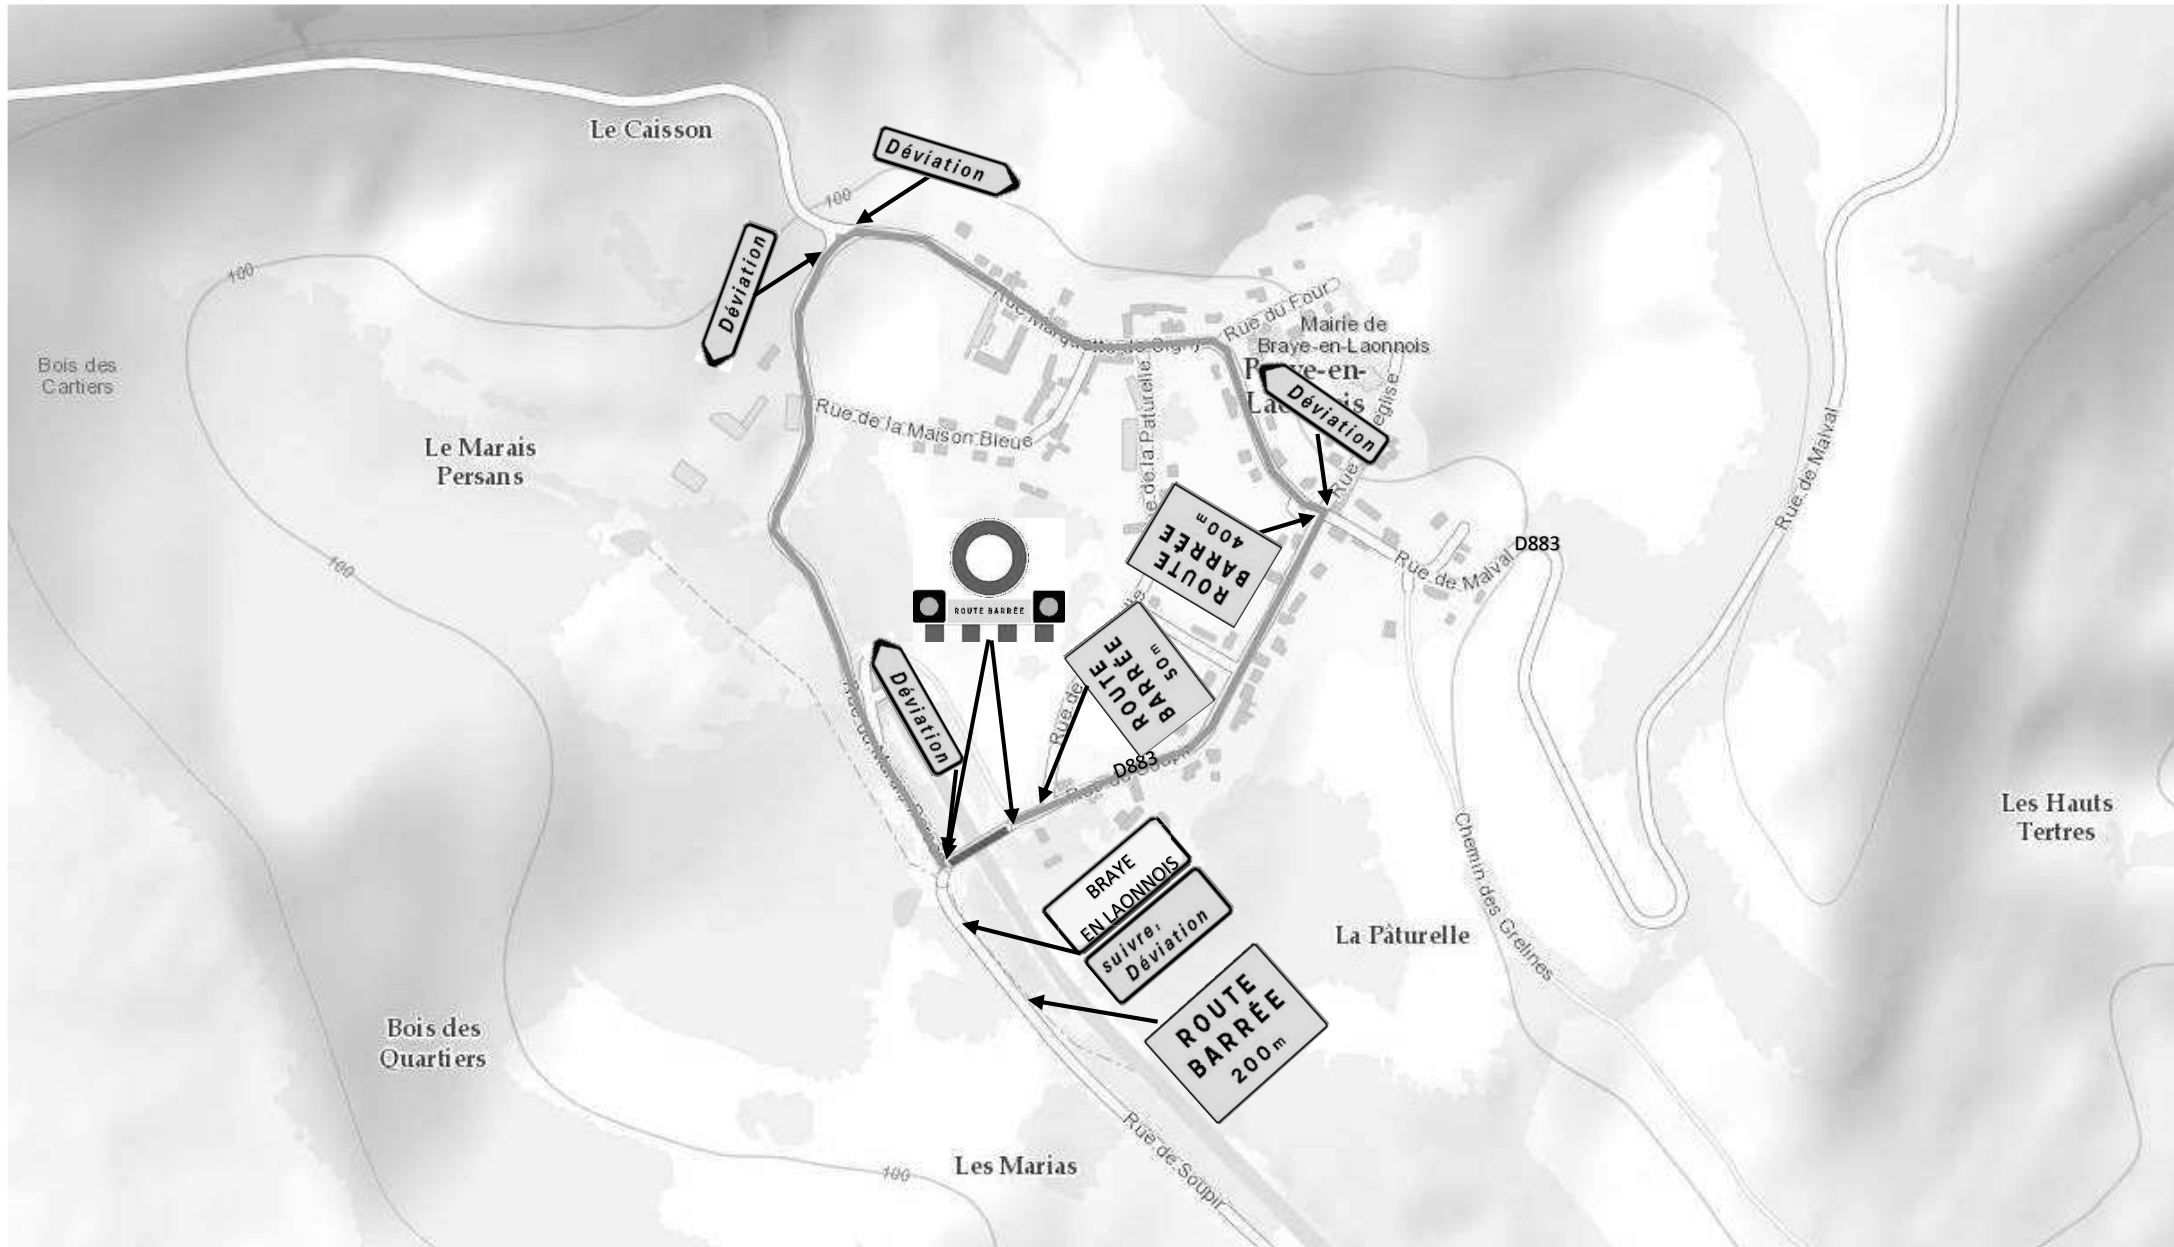 Le Caisson
Déviation
100
Déviation
100
Rue du Four
Mairie de
Braye-en-Laonnois
Bois des
Cartiers
Rue de la Maison Bleue
Déviation
Rue
église
Le Marais
Persans
ROUTE
BARRÉE
400m
Rue de Malval
D883
Rue de Malval
100
ROUTE BARRÉE
ROUTE
BARRÉE
50m
Rue de
Déviation
D883
BRAYE
EN LAONNOIS
suivre,
Déviation
Les Hauts
Tertres
Chemin des Grelines
La Pâturelle
ROUTE
BARRÉE
200m
Bois des
Quartiers
Rue de Soupir
Les Marias
100